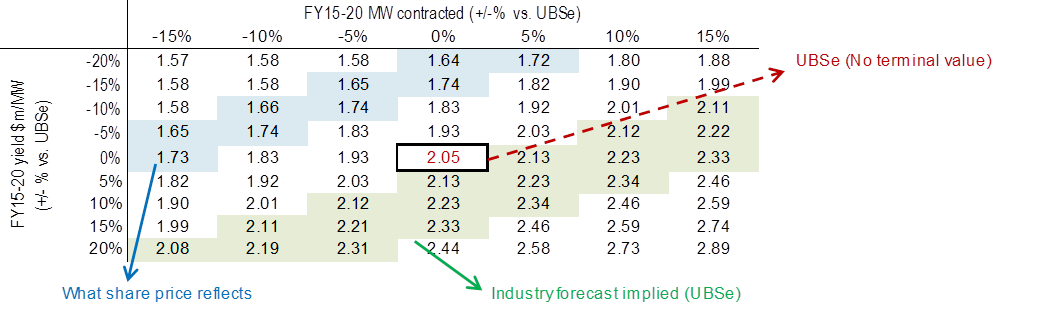 FY15-20 MW contracted (+/-% vs. UBSe)
-15% -10% -5% 0% 5% 10% 15%
FY15-20 yield $m/MW
(+/- % vs. UBSe)
-20% 1.57 1.58 1.58 1.64 1.72 1.80 1.88
UBSe (No terminal value)
-15% 1.58 1.58 1.65 1.74 1.82 1.90 1.99
-10% 1.58 1.66 1.74 1.83 1.92 2.01 2.11
-5% 1.65 1.74 1.83 1.93 2.03 2.12 2.22
0% 1.73 1.83 1.93 2.05 2.13 2.23 2.33
5% 1.82 1.92 2.03 2.13 2.23 2.34 2.46
10% 1.90 2.01 2.12 2.23 2.34 2.46 2.59
15% 1.99 2.11 2.21 2.33 2.46 2.59 2.74
20% 2.08 2.19 2.31 2.44 2.58 2.73 2.89
What share price reflects
Industry forecast implied (UBSe)